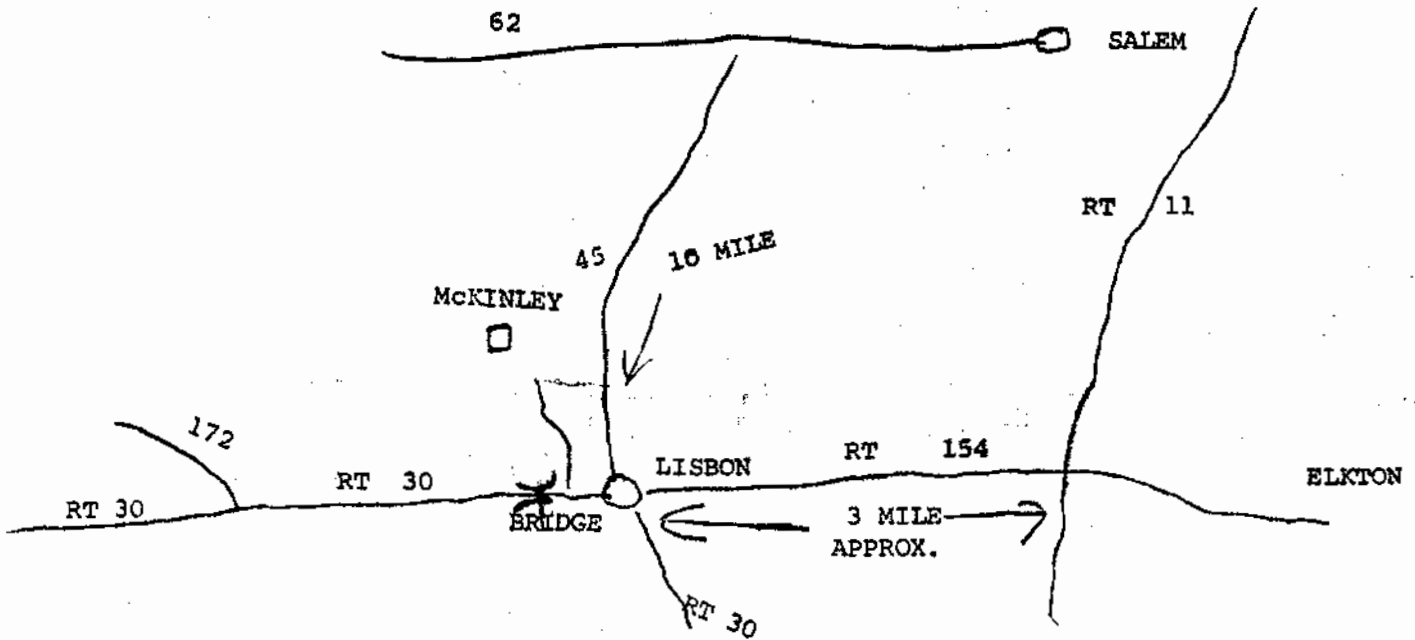 62
SALEM
RT 11
45
10 MILE
McKINLEY
172
RT 30
RT 30
BRIDGE
LISBON
RT 154
ELKTON
3 MILE
APPROX.
RT 30